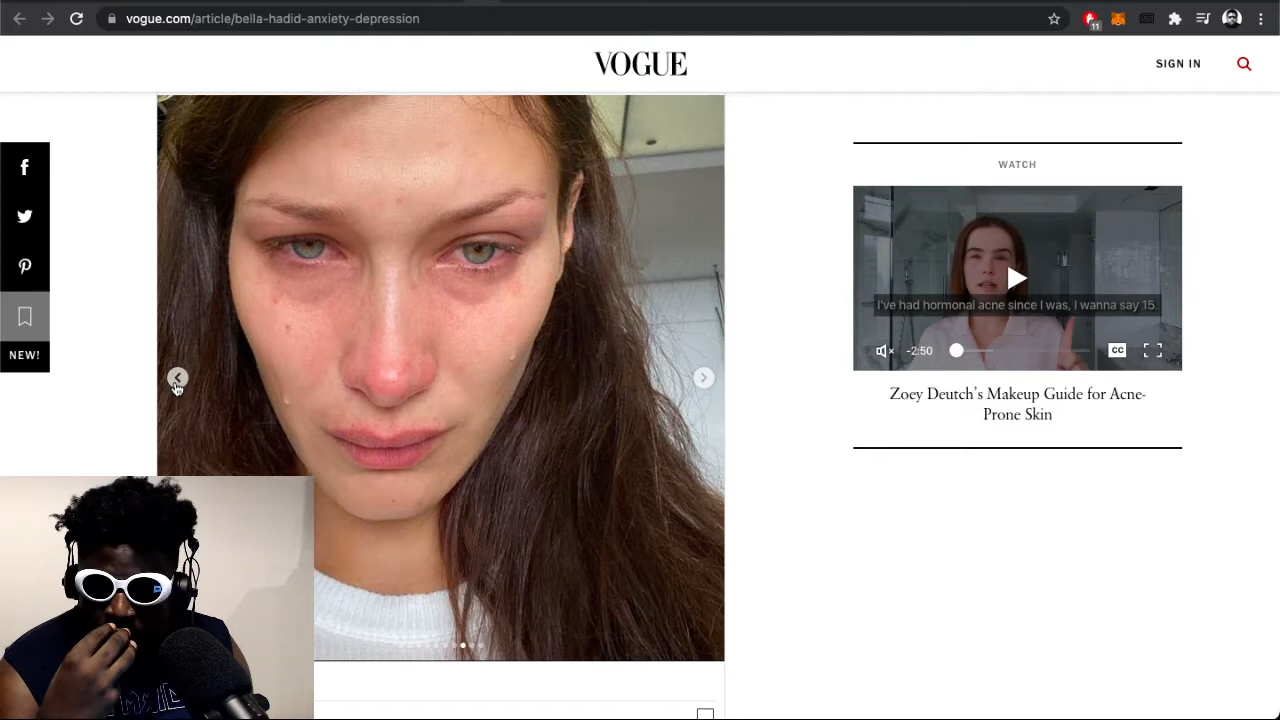 vogue.com/article/bella-hadid-anxiety-depression
11
VOGUE
SIGN IN
f
NEW!
WATCH
I've had hormonal acne since I was, I wanna say 15.
-2:50
CC
Zoey Deutch's Makeup Guide for Acne-
Prone Skin